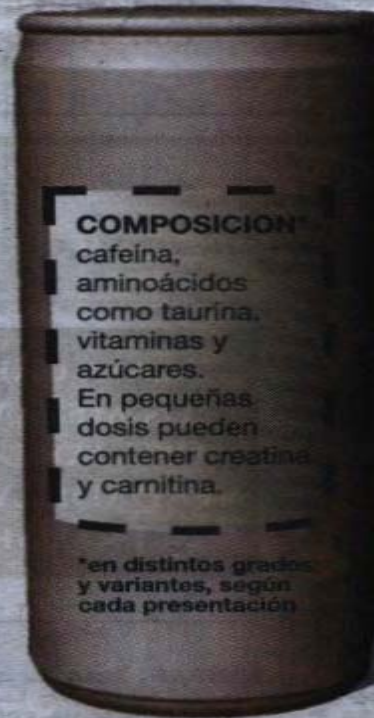 COMPOSICION*
cafeína,
aminoácidos
como taurina,
vitaminas y
azúcares.
En pequeñas
dosis pueden
contener creatina
y carnitina.
*en distintos grados
y variantes, según
cada presentación